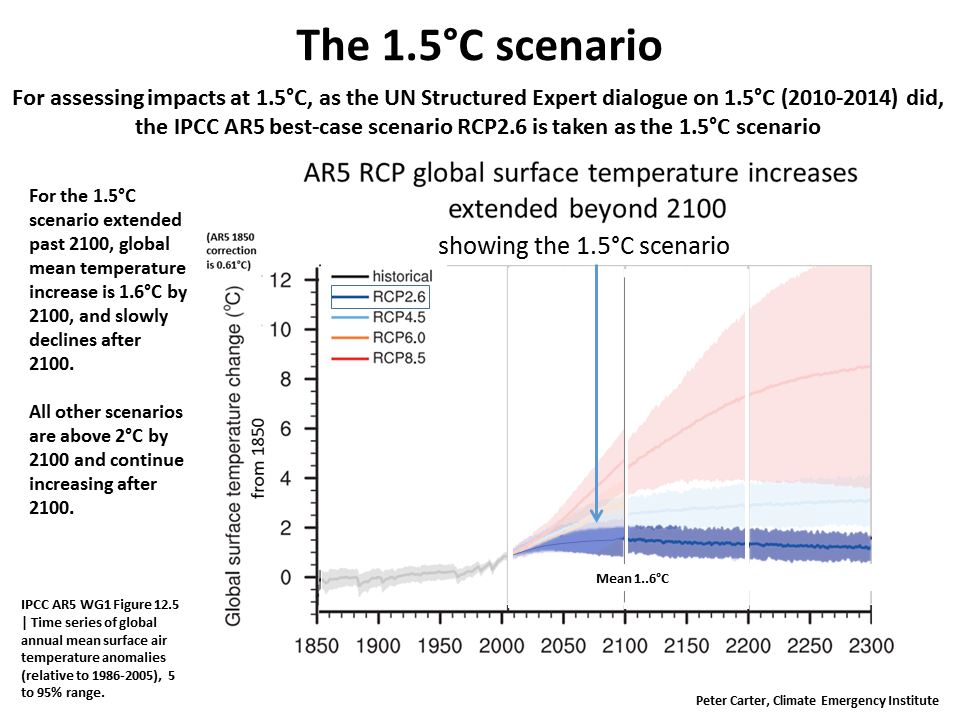 The 1.5°C scenario
For assessing impacts at 1.5°C, as the UN Structured Expert dialogue on 1.5°C (2010-2014) did,
the IPCC AR5 best-case scenario RCP2.6 is taken as the 1.5°C scenario
AR5 RCP global surface temperature increases
extended beyond 2100
showing the 1.5°C scenario
For the 1.5°C
scenario extended
past 2100, global
mean temperature
increase is 1.6°C by
2100, and slowly
declines after
2100.
All other scenarios
are above 2°C by
2100 and continue
increasing after
2100.
(AR5 1850
correction
is 0.61°C)
Global surface temperature change (°C)
from 1850
12
10
8
6
4
2
0
historical
RCP2.6
RCP4.5
RCP6.0
RCP8.5
Mean 1..6°C
1850 1900 1950 2000 2050 2100 2150 2200 2250 2300
IPCC AR5 WG1 Figure 12.5
| Time series of global
annual mean surface air
temperature anomalies
(relative to 1986-2005), 5
to 95% range.
Peter Carter, Climate Emergency Institute